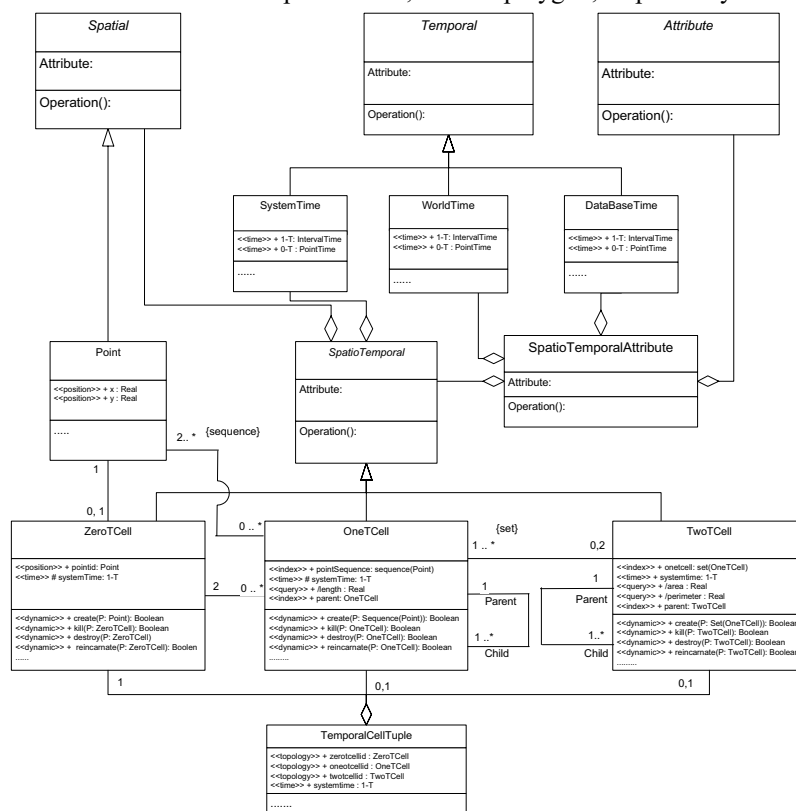 Spatial
Attribute:
Operation():
Temporal
Attribute:
Operation():
Attribute
Attribute:
Operation():
SystemTime
<<time>> + 1-T: IntervalTime
<<time>> + 0-T : PointTime
......
WorldTime
<<time>> + 1-T: IntervalTime
<<time>> + 0-T : PointTime
......
DataBaseTime
<<time>> + 1-T: IntervalTime
<<time>> + 0-T : PointTime
......
Point
<<position>> + x : Real
<<position>> + y : Real
.....
SpatioTemporal
Attribute:
Operation():
SpatioTemporalAttribute
Attribute:
Operation():
2.. *
{sequence}
1
0, 1
0 .. *
{set}
1 .. *
0,2
ZeroTCell
<<position>> + pointid: Point
<<time>> # systemTime: 1-T
<<dynamic>> + create(P: Point): Boolean
<<dynamic>> + kill(P: ZeroTCell): Boolean
<<dynamic>> + destroy(P: ZeroTCell)
<<dynamic>> + reincarnate(P: ZeroTCell): Boolen
......
2
0 .. *
OneTCell
<<index>> + pointSequence: sequence(Point)
<<time>> # systemTime: 1-T
<<query>> + /length : Real
<<index>> + parent: OneTCell
<<dynamic>> + create(P: Sequence(Point)): Boolean
<<dynamic>> + kill(P: OneTCell): Boolean
<<dynamic>> + destroy(P: OneTCell): Boolean
<<dynamic>> + reincarnate(P: OneTCell): Boolean
.........
1
Parent
1.. *
Child
1
Parent
1..*
Child
TwoTCell
<<index>> + onetcell: set(OneTCell)
<<time>> + systemtime: 1-T
<<query>> + /area : Real
<<query>> + /perimeter : Real
<<index>> + parent: TwoTCell
<<dynamic>> + create(P: Set(OneTCell)): Boolean
<<dynamic>> + kill(P: TwoTCell): Boolean
<<dynamic>> + destroy(P: TwoTCell): Boolean
<<dynamic>> + reincarnate(P: TwoTCell): Boolean
.........
1
0,1
0,1
TemporalCellTuple
<<topology>> + zerotcellid : ZeroTCell
<<topology>> + oneotcellid : OneTCell
<<topology>> + twotcellid : TwoTCell
<<time>> + systemtime : 1-T
.......